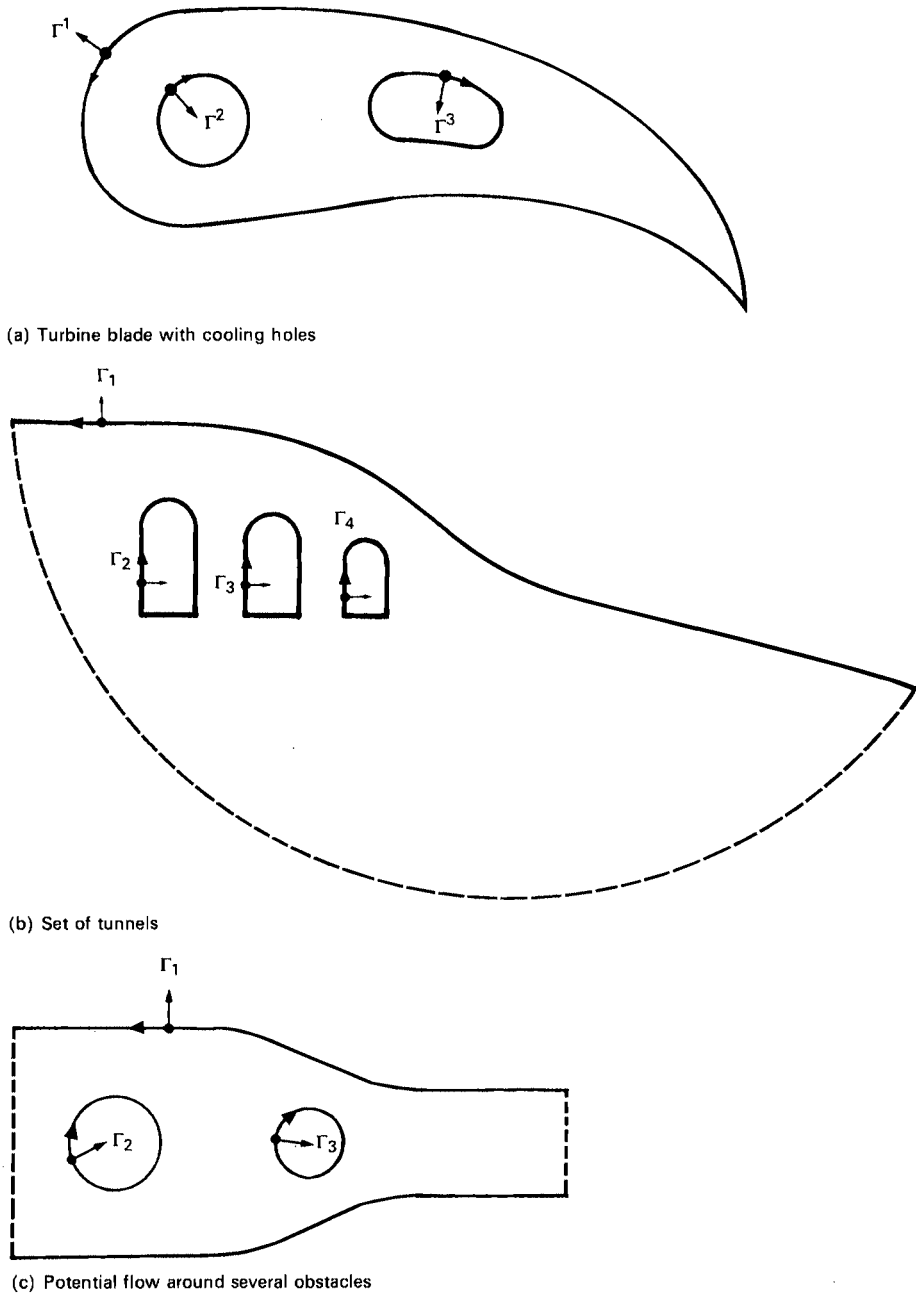 Γ¹
Γ²
Γ³
(a) Turbine blade with cooling holes
Γ₁
Γ₄
Γ₂
Γ₃
(b) Set of tunnels
Γ₁
Γ₂
Γ₃
(c) Potential flow around several obstacles